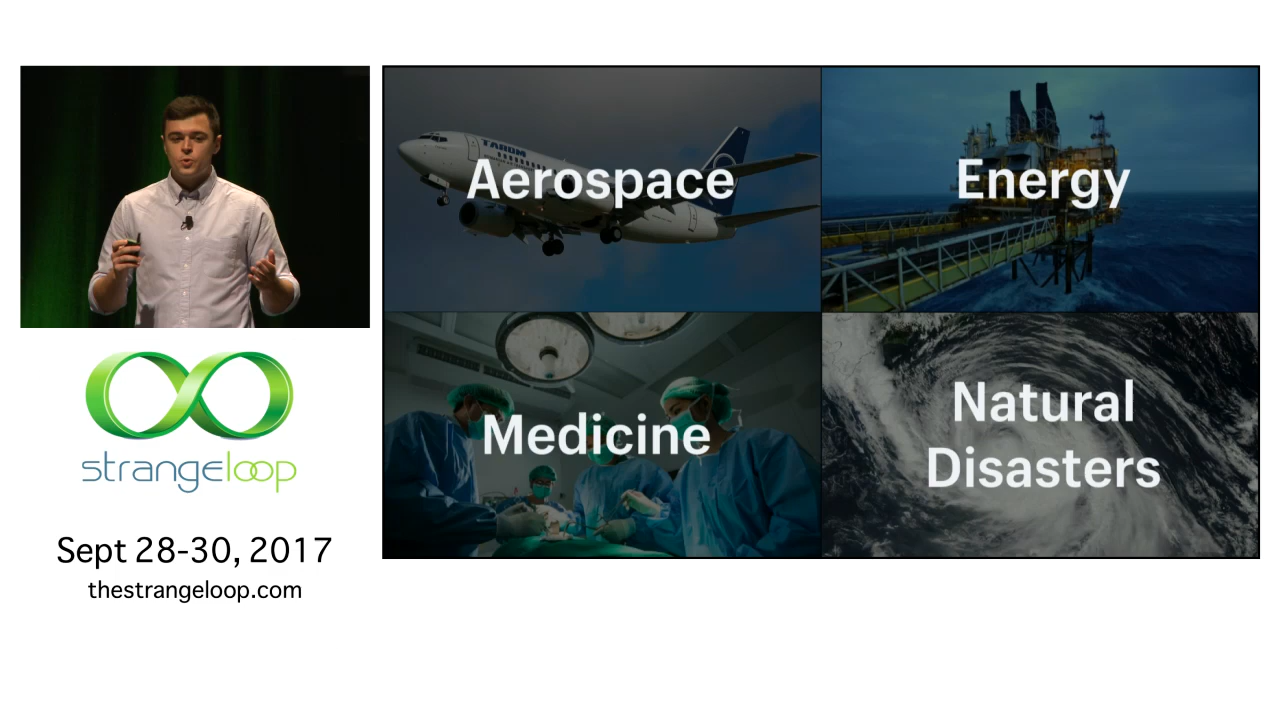 TAROM
Aerospace
Energy
Medicine
Natural
Disasters
strangeloop
Sept 28-30, 2017
thestrangeloop.com